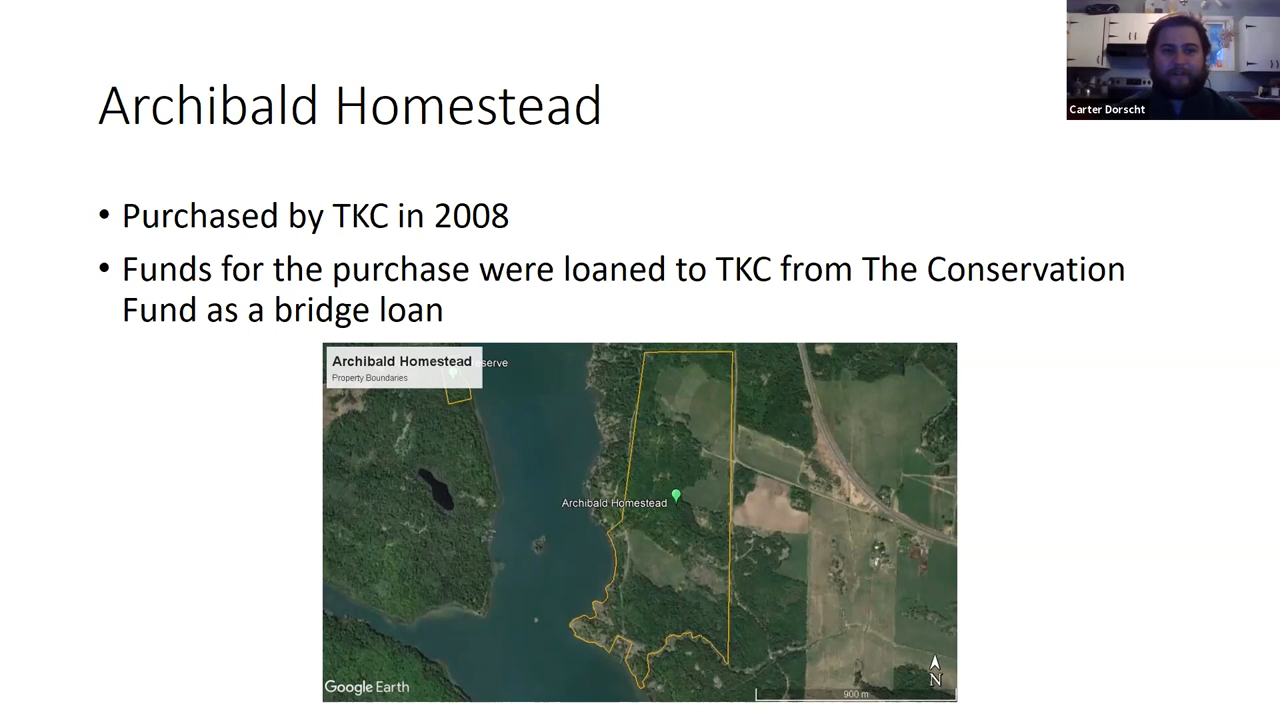 Archibald Homestead
Carter Dorscht
• Purchased by TKC in 2008
• Funds for the purchase were loaned to TKC from The Conservation
Fund as a bridge loan
Archibald Homestead
Property Boundaries
Archibald Homestead
Google Earth
N
900 m